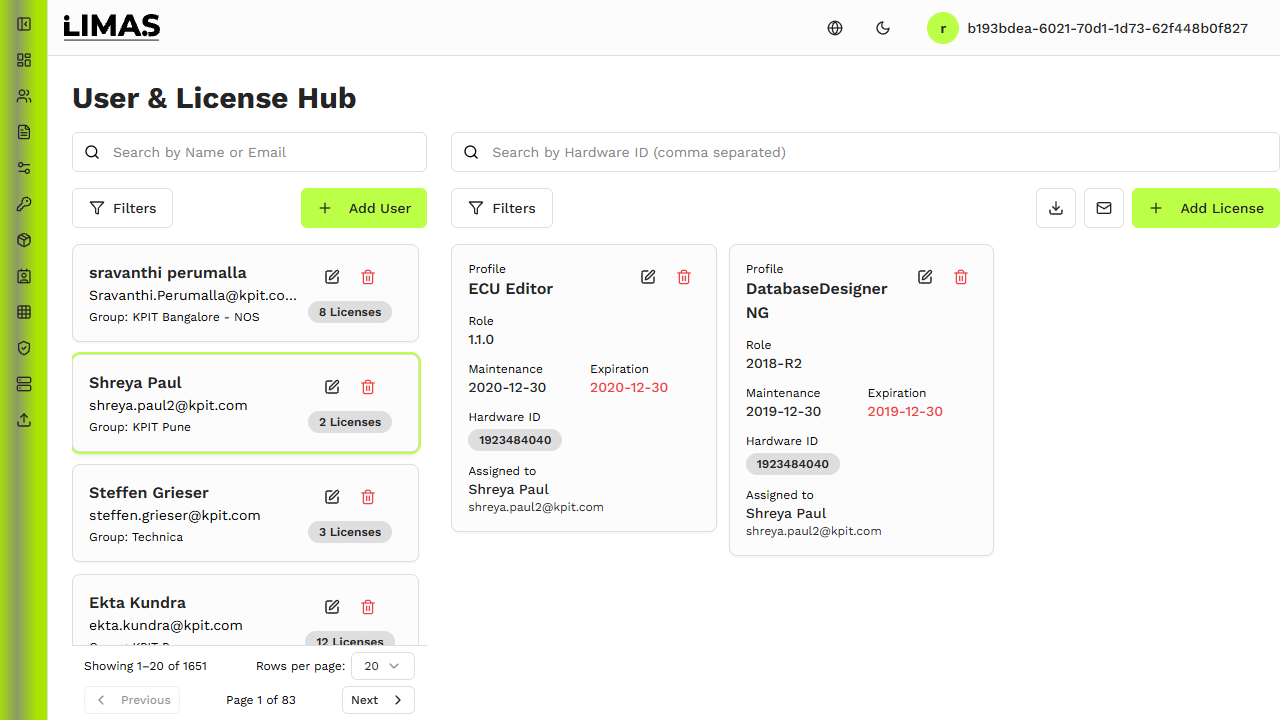 LIMAS
r
b193bdea-6021-70d1-1d73-62f448b0f827
User & License Hub
Search by Name or Email
Filters
Add User
sravanthi perumalla
Sravanthi.Perumalla@kpit.co...
Group: KPIT Bangalore - NOS
8 Licenses
Shreya Paul
shreya.paul2@kpit.com
Group: KPIT Pune
2 Licenses
Steffen Grieser
steffen.grieser@kpit.com
Group: Technica
3 Licenses
Ekta Kundra
ekta.kundra@kpit.com
12 Licenses
Showing 1–20 of 1651
Rows per page: 20
Previous
Page 1 of 83
Next
Search by Hardware ID (comma separated)
Filters
Add License
Profile
ECU Editor
Role
1.1.0
Maintenance Expiration
2020-12-30 2020-12-30
Hardware ID
1923484040
Assigned to
Shreya Paul
shreya.paul2@kpit.com
Profile
DatabaseDesigner
NG
Role
2018-R2
Maintenance Expiration
2019-12-30 2019-12-30
Hardware ID
1923484040
Assigned to
Shreya Paul
shreya.paul2@kpit.com